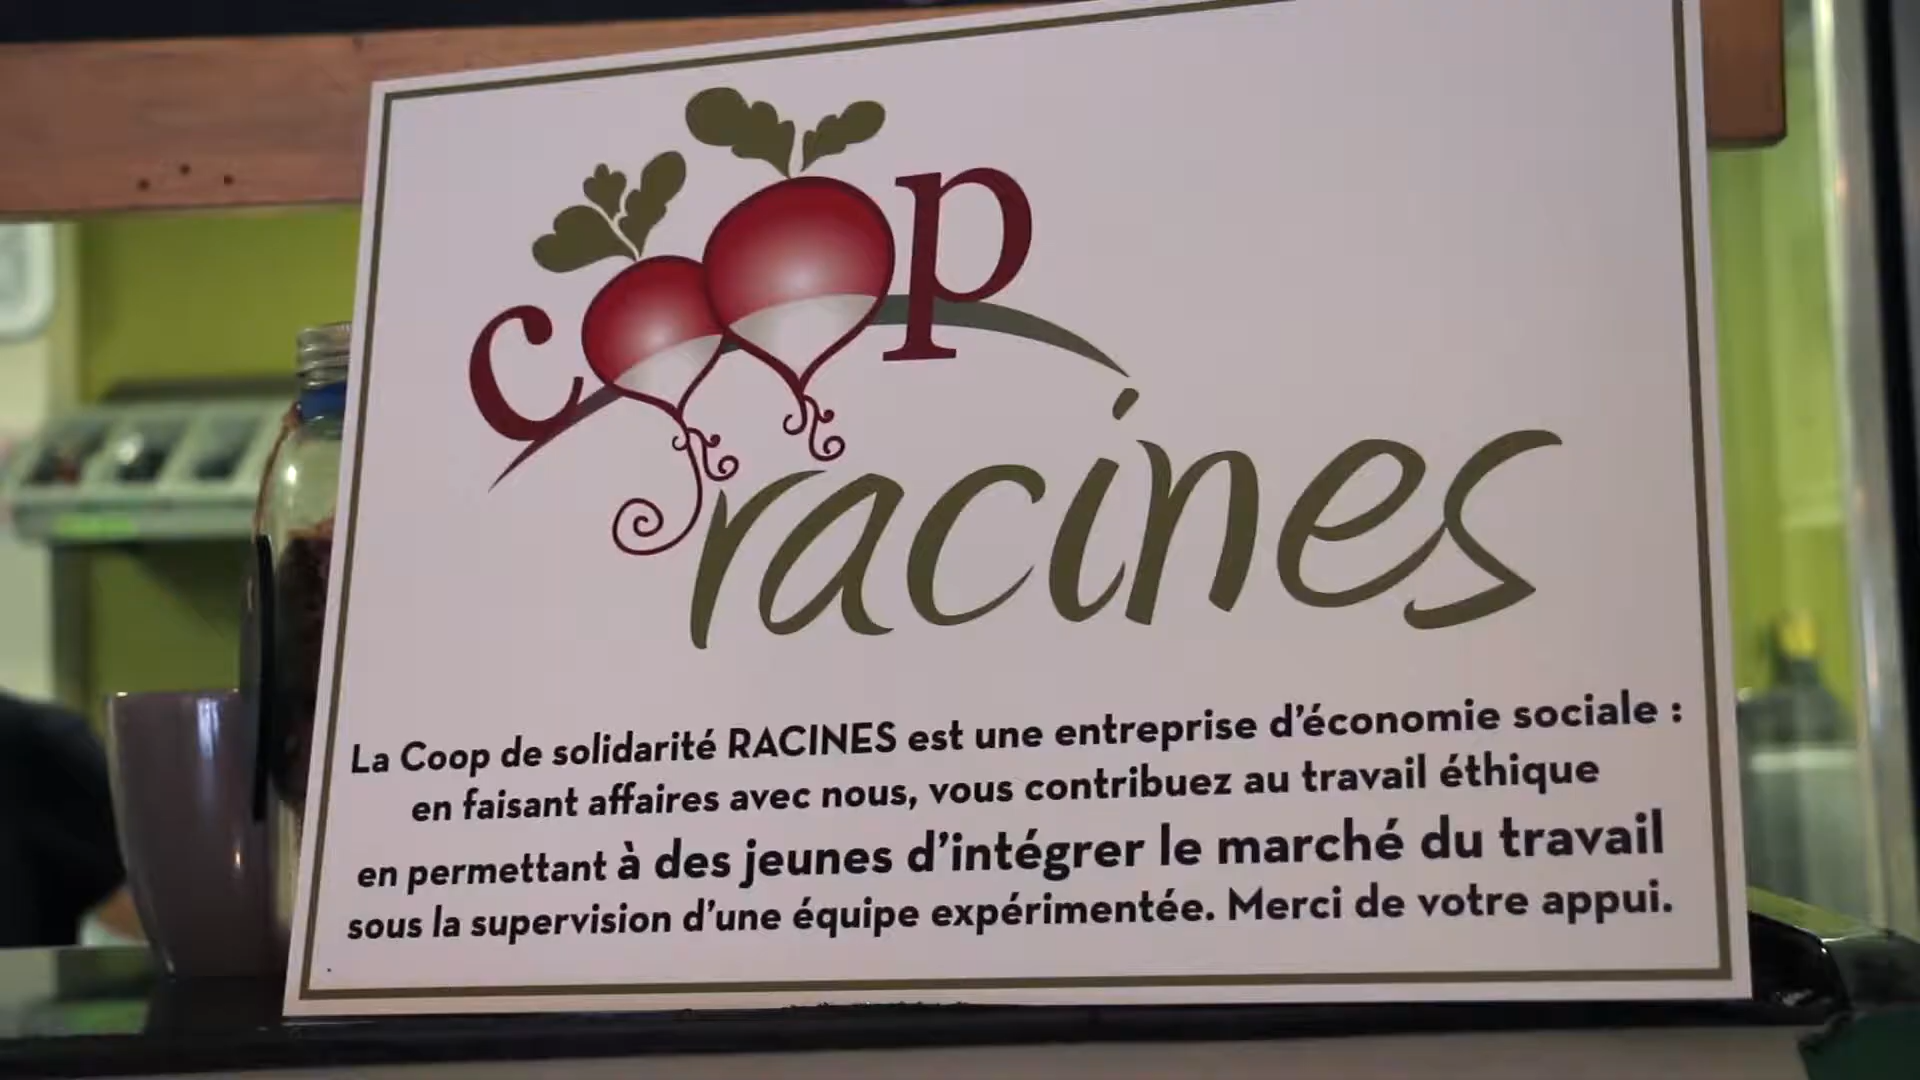 coop
racines
La Coop de solidarité RACINES est une entreprise d'économie sociale :
en faisant affaires avec nous, vous contribuez au travail éthique
en permettant à des jeunes d'intégrer le marché du travail
sous la supervision d'une équipe expérimentée. Merci de votre appui.